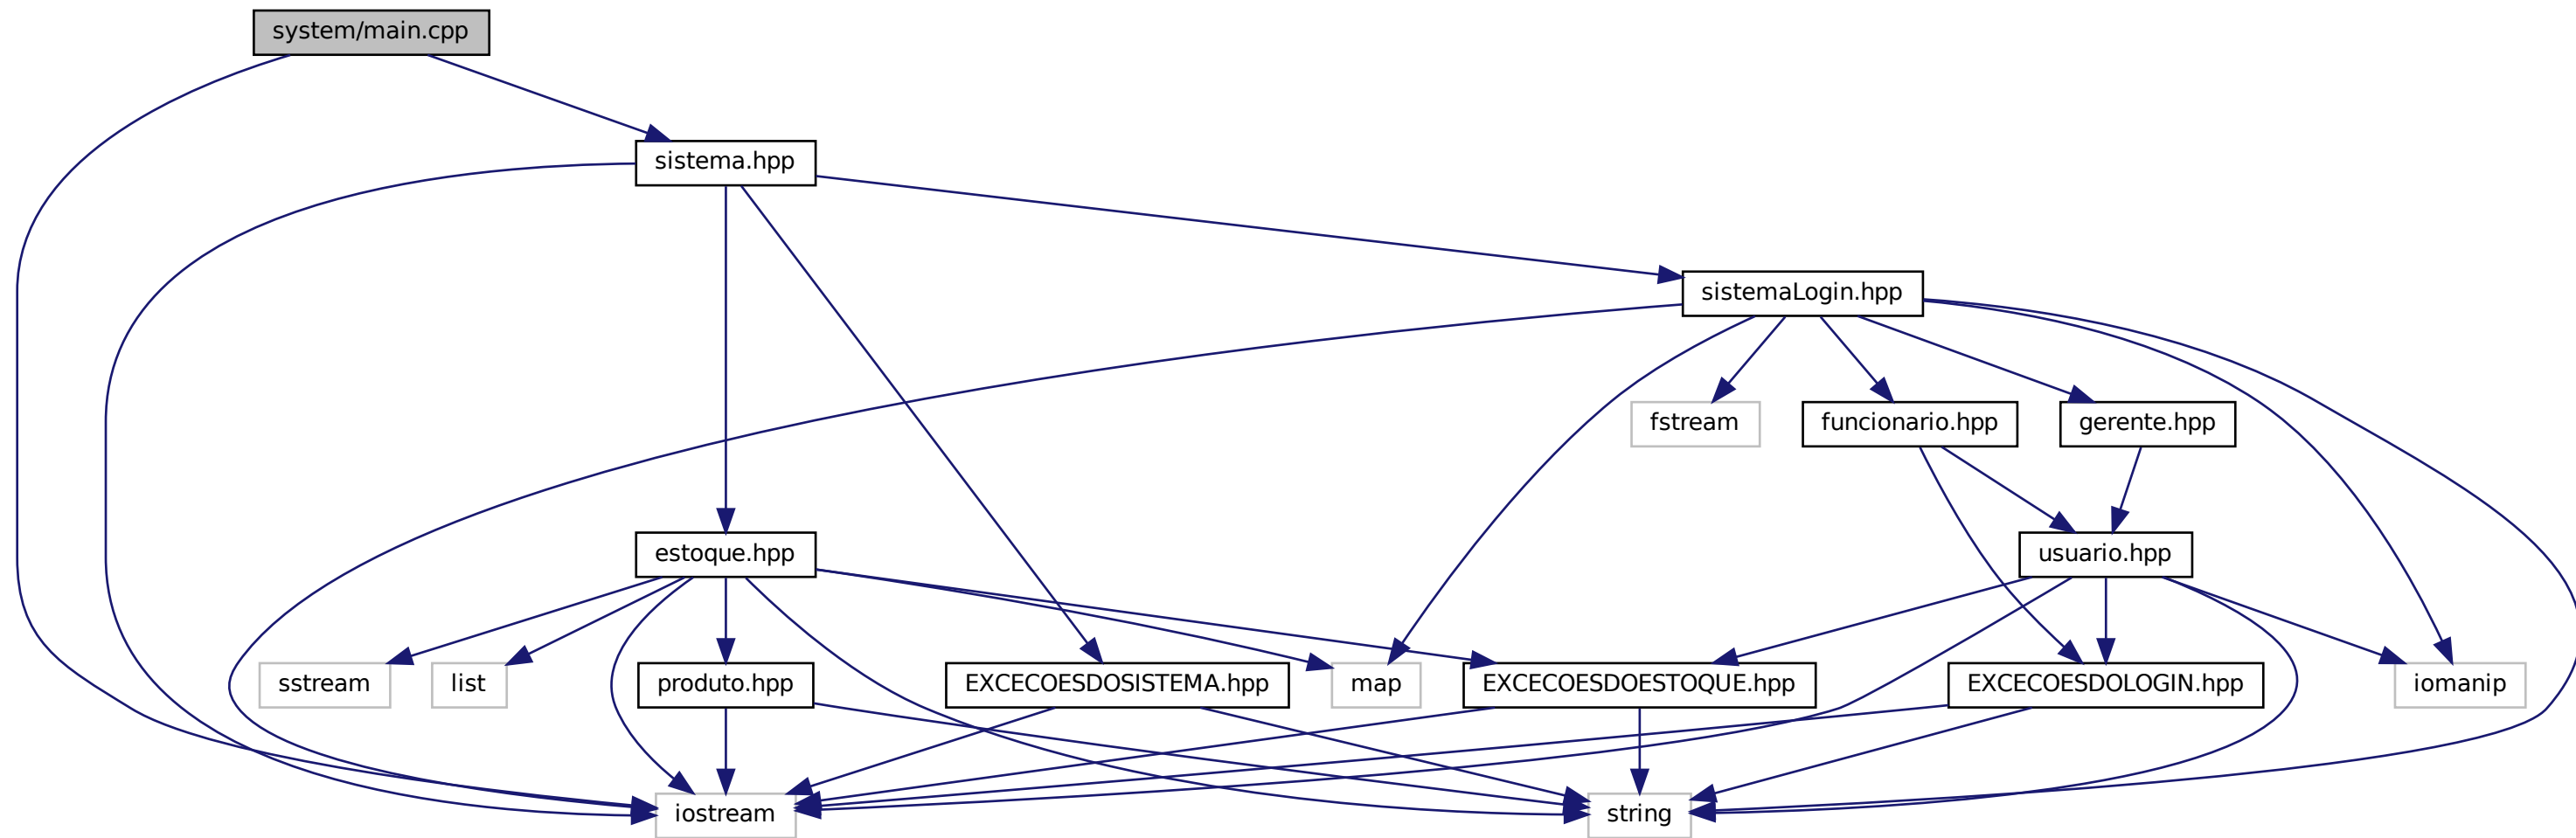 system/main.cpp
sistema.hpp
sistemaLogin.hpp
fstream
funcionario.hpp
gerente.hpp
estoque.hpp
usuario.hpp
sstream
list
produto.hpp
EXCECOESDOSISTEMA.hpp
map
EXCECOESDOESTOQUE.hpp
EXCECOESDOLOGIN.hpp
iomanip
iostream
string